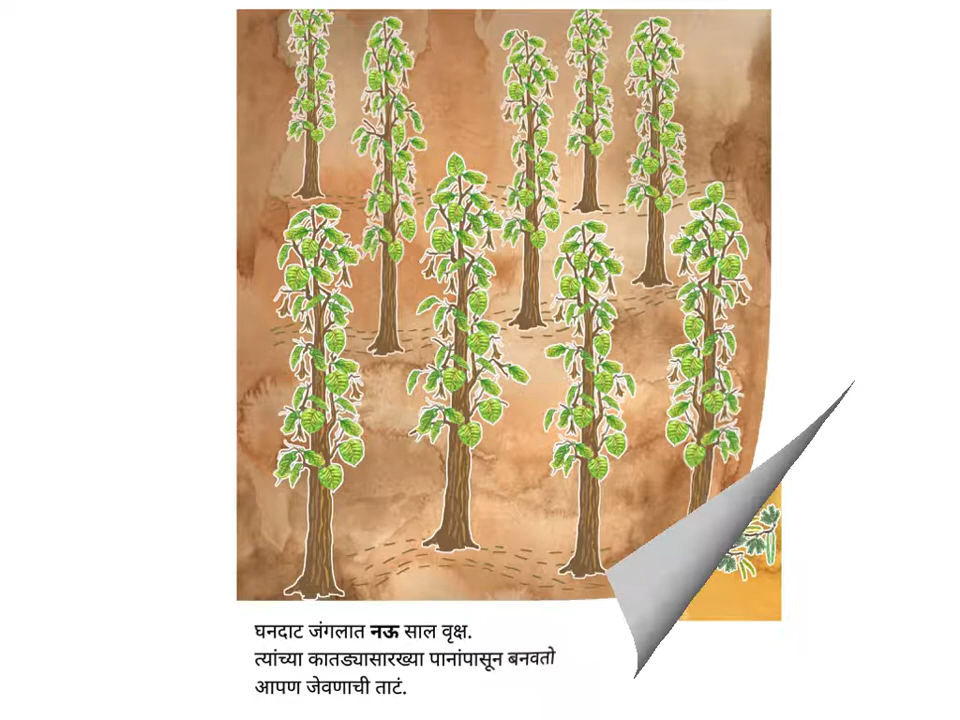 घनदाट जंगलात नऊ साल वृक्ष.
त्यांच्या कातड्यासारख्या पानांपासून बनवतो
आपण जेवणाची ताटं.